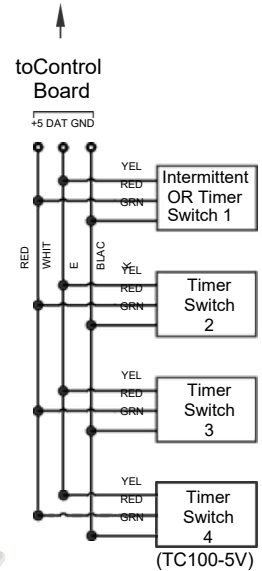 toControl
Board
+5 DAT GND
YEL
RED
GRN
Intermittent
OR Timer
Switch 1
RED
WHIT
E
BLAC
K
YEL
RED
GRN
Timer
Switch
2
YEL
RED
GRN
Timer
Switch
3
YEL
RED
GRN
Timer
Switch
4
(TC100-5V)